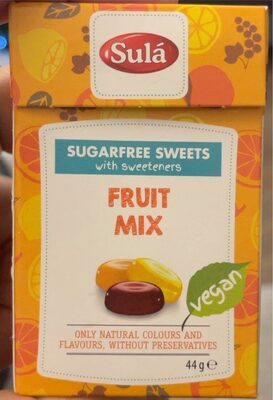 Sulá
SUGARFREE SWEETS
with sweeteners
FRUIT
MIX
vegan
ONLY NATURAL COLOURS AND
FLAVOURS, WITHOUT PRESERVATIVES
44g℮